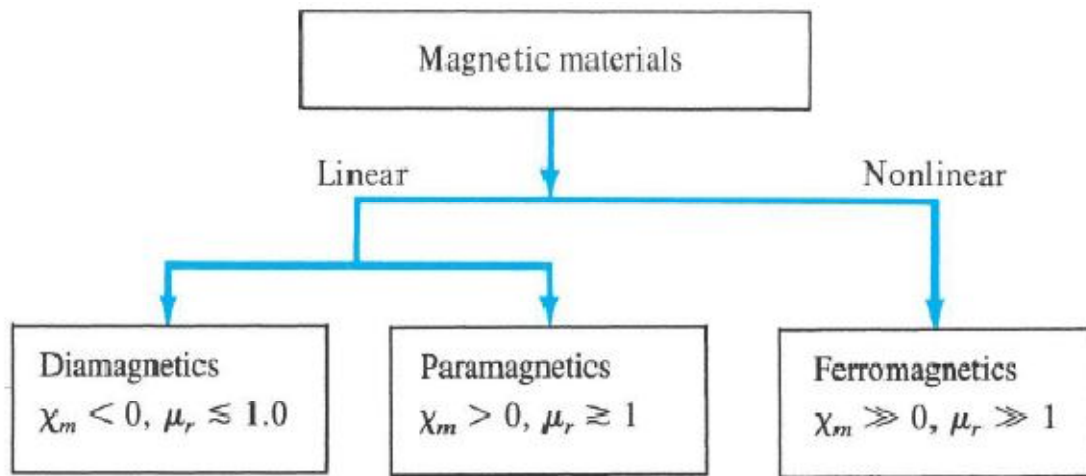 Magnetic materials
Linear
Nonlinear
Diamagnetics
χₘ < 0, μᵣ ≲ 1.0
Paramagnetics
χₘ > 0, μᵣ ≳ 1
Ferromagnetics
χₘ ≫ 0, μᵣ ≫ 1